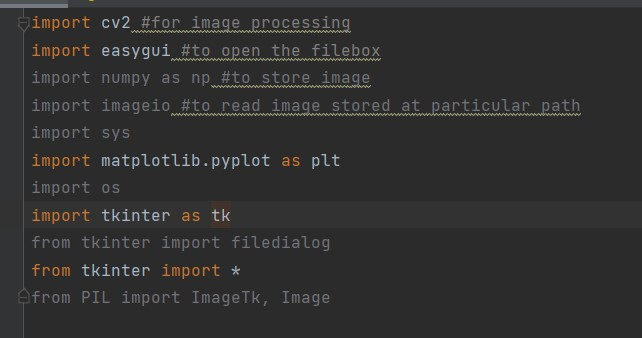 import cv2 #for image processing
import easygui #to open the filebox
import numpy as np #to store image
import imageio #to read image stored at particular path
import sys
import matplotlib.pyplot as plt
import os
import tkinter as tk
from tkinter import filedialog
from tkinter import *
from PIL import ImageTk, Image